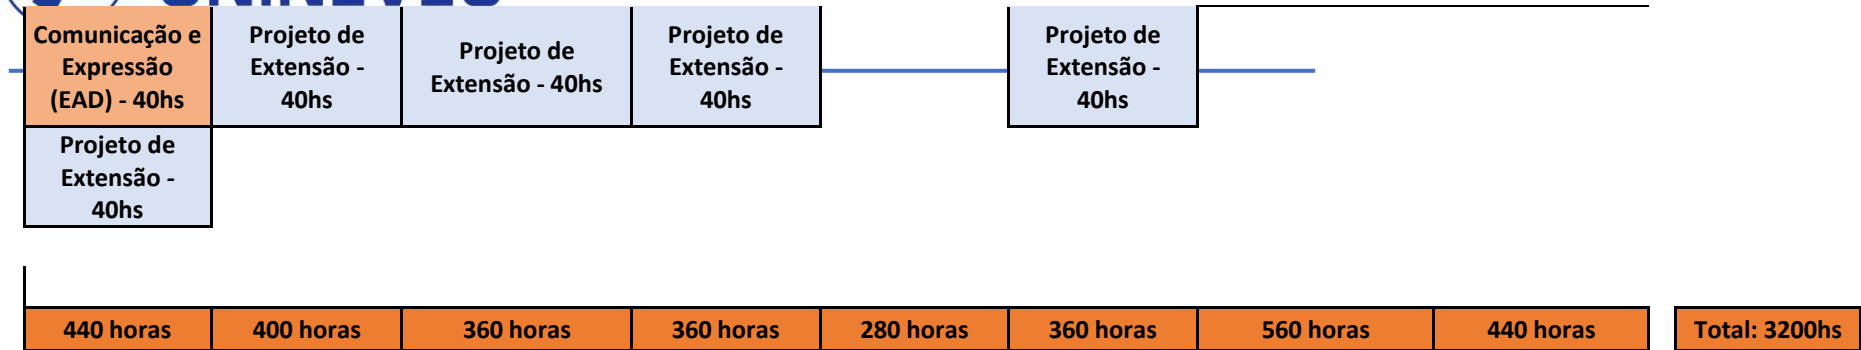 Comunicação e
Expressão
(EAD) - 40hs
Projeto de
Extensão -
40hs
Projeto de
Extensão - 40hs
Projeto de
Extensão -
40hs
Projeto de
Extensão -
40hs
Projeto de
Extensão -
40hs
440 horas
400 horas
360 horas
360 horas
280 horas
360 horas
560 horas
440 horas
Total: 3200hs